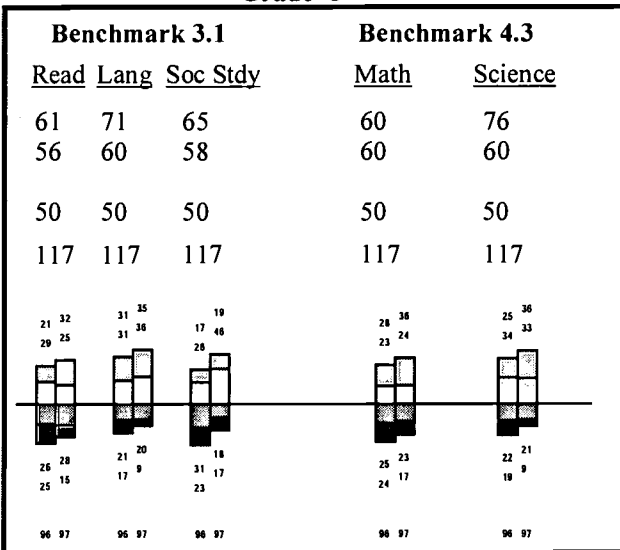 Benchmark 3.1 Benchmark 4.3
Read Lang Soc Stdy Math Science
61 71 65 60 76
56 60 58 60 60
50 50 50 50 50
117 117 117 117 117
21 32 31 35 17 19 28 36 25 36
29 25 31 36 28 46 23 24 34 33
26 28 21 20 31 18 25 23 22 21
25 15 17 9 23 17 24 17 19 9
96 97 96 97 96 97 96 97 96 97